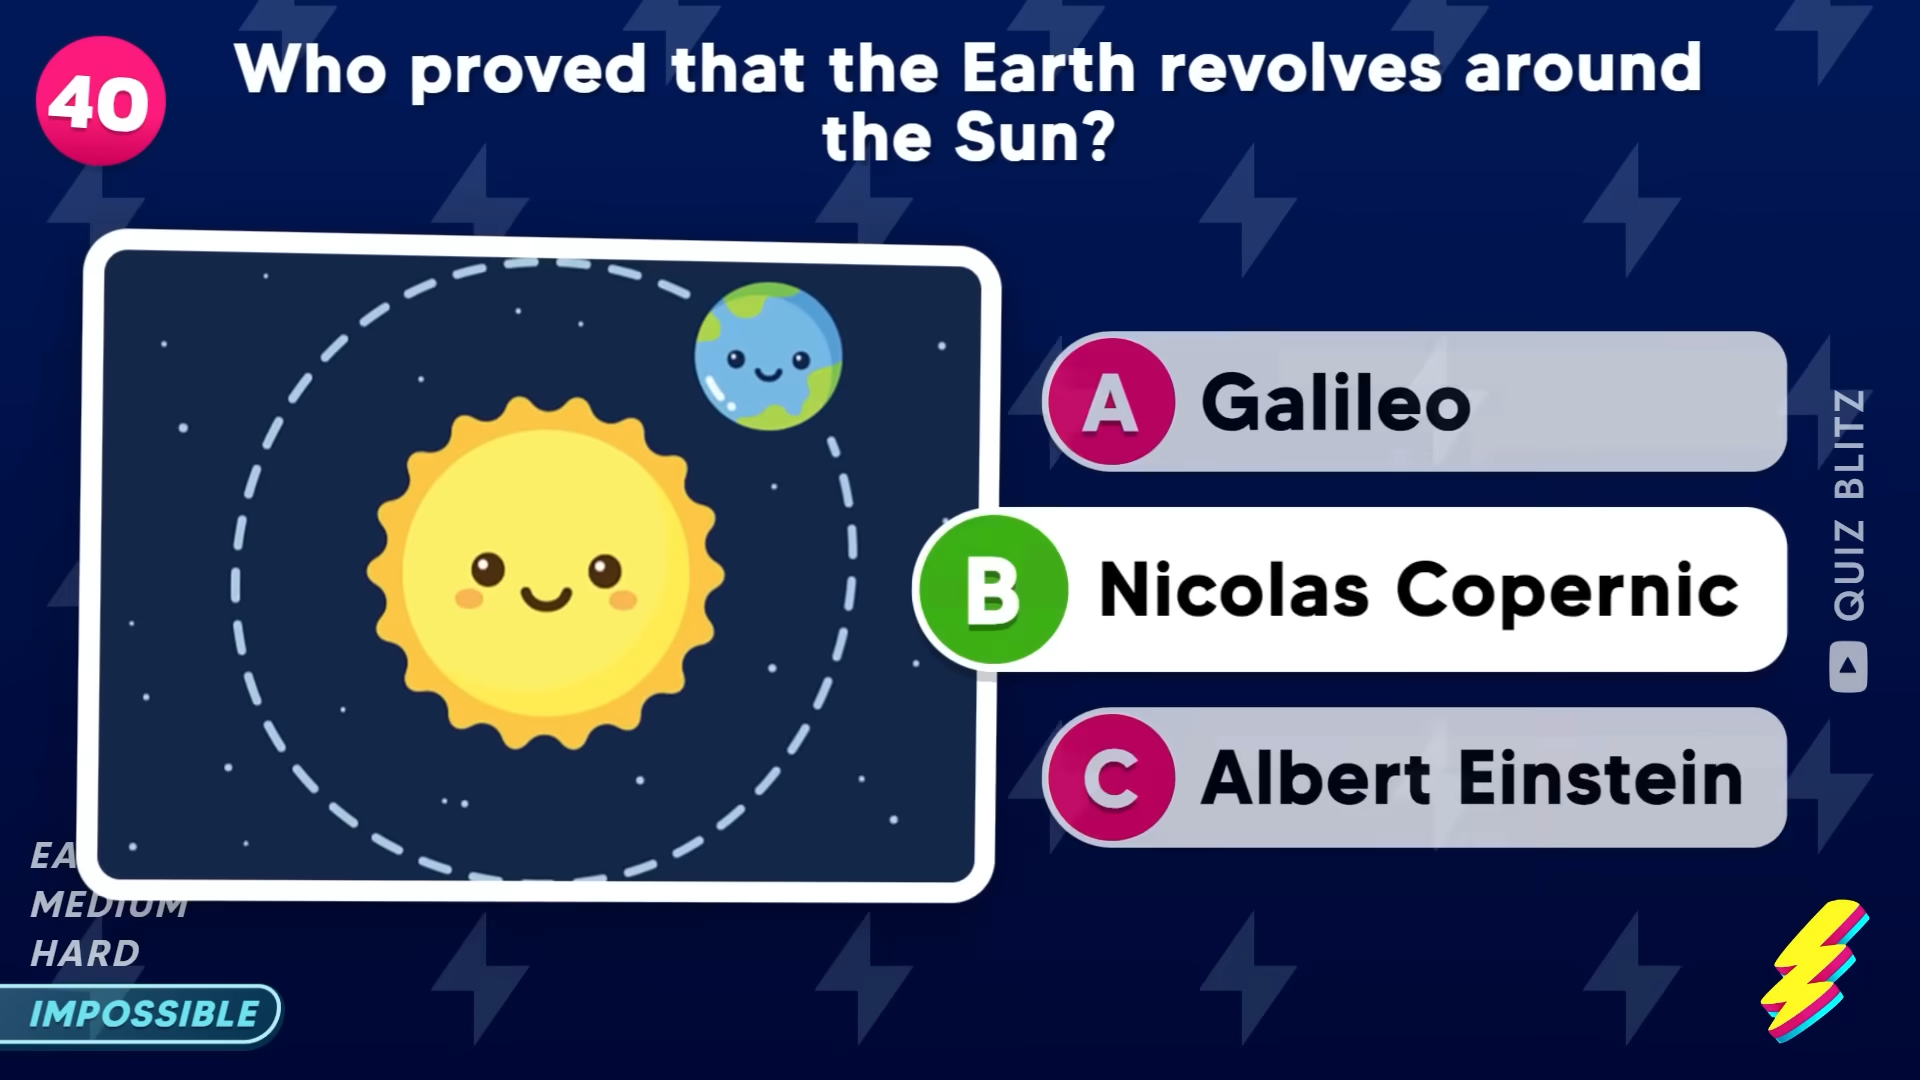 40
Who proved that the Earth revolves around
the Sun?
A Galileo
B Nicolas Copernic
C Albert Einstein
QUIZ BLITZ
EA
MEDIUM
HARD
IMPOSSIBLE